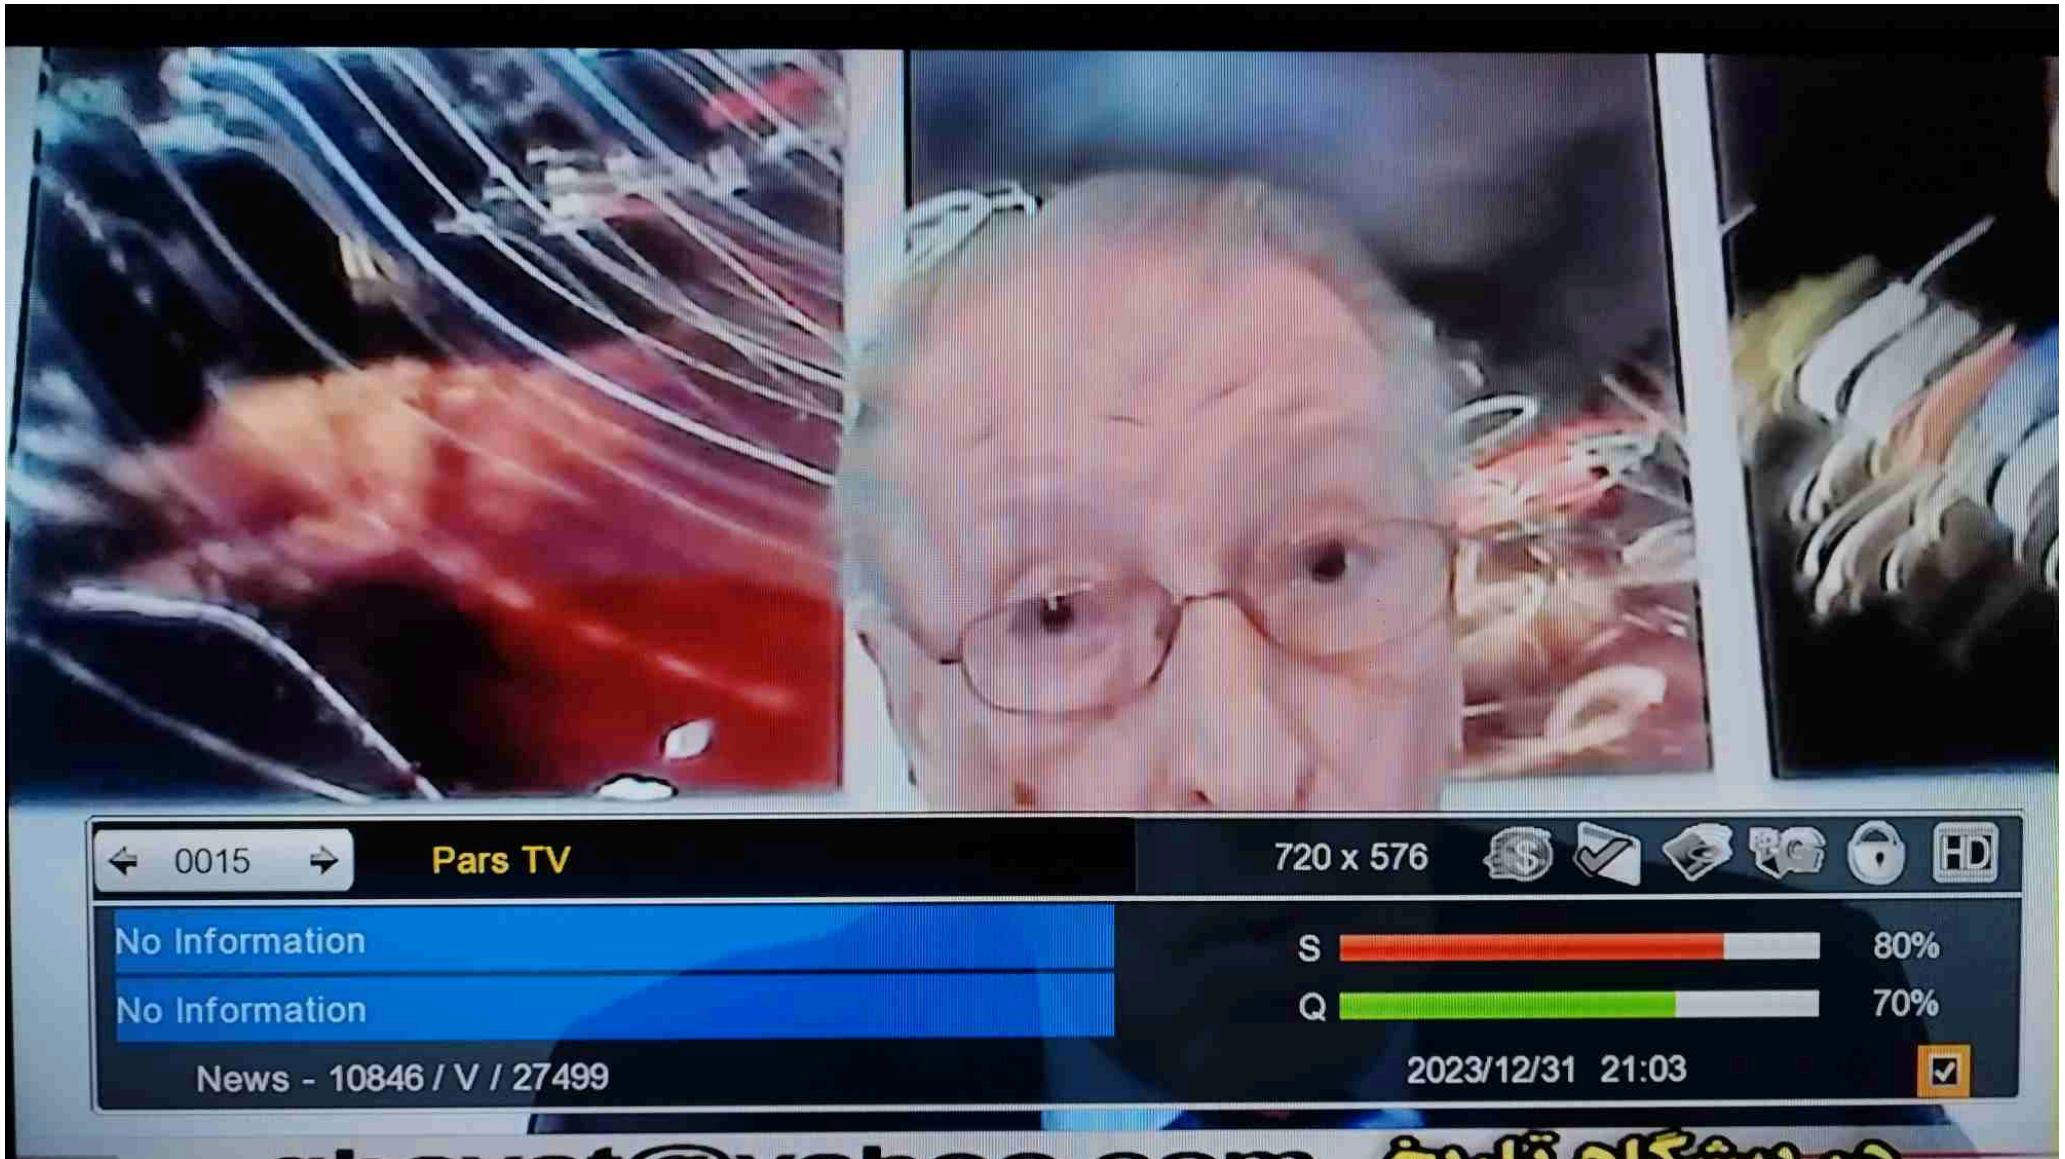 0015 Pars TV 720 x 576 HD
No Information
S 80%
No Information
Q 70%
News - 10846 / V / 27499 2023/12/31 21:03